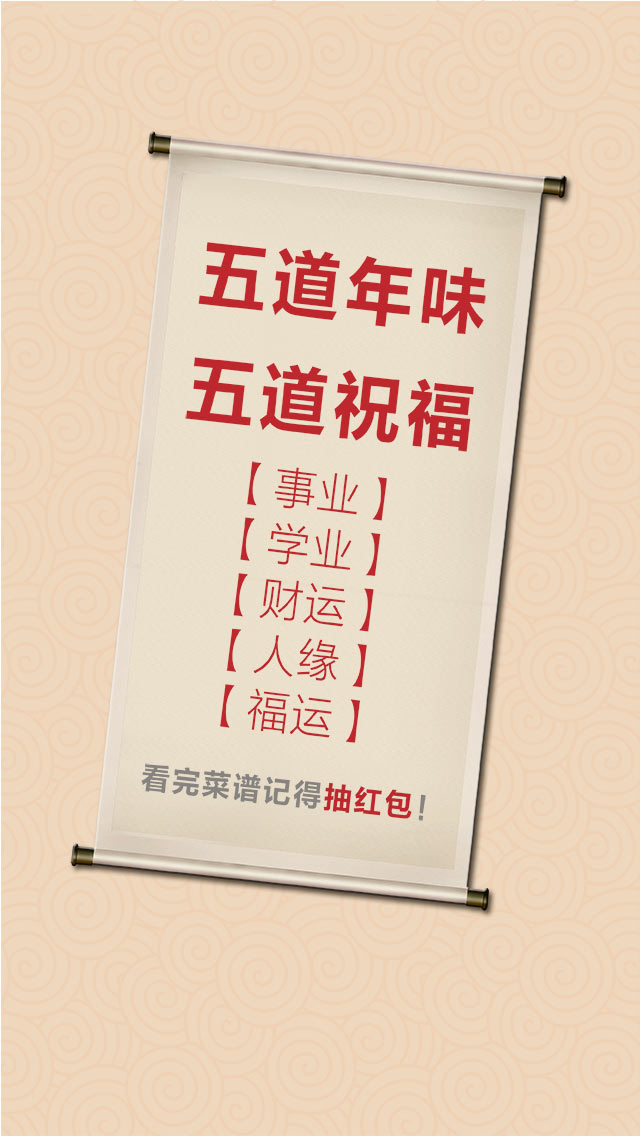 五道年味
五道祝福
【事业】
【学业】
【财运】
【人缘】
【福运】
看完菜谱记得抽红包！